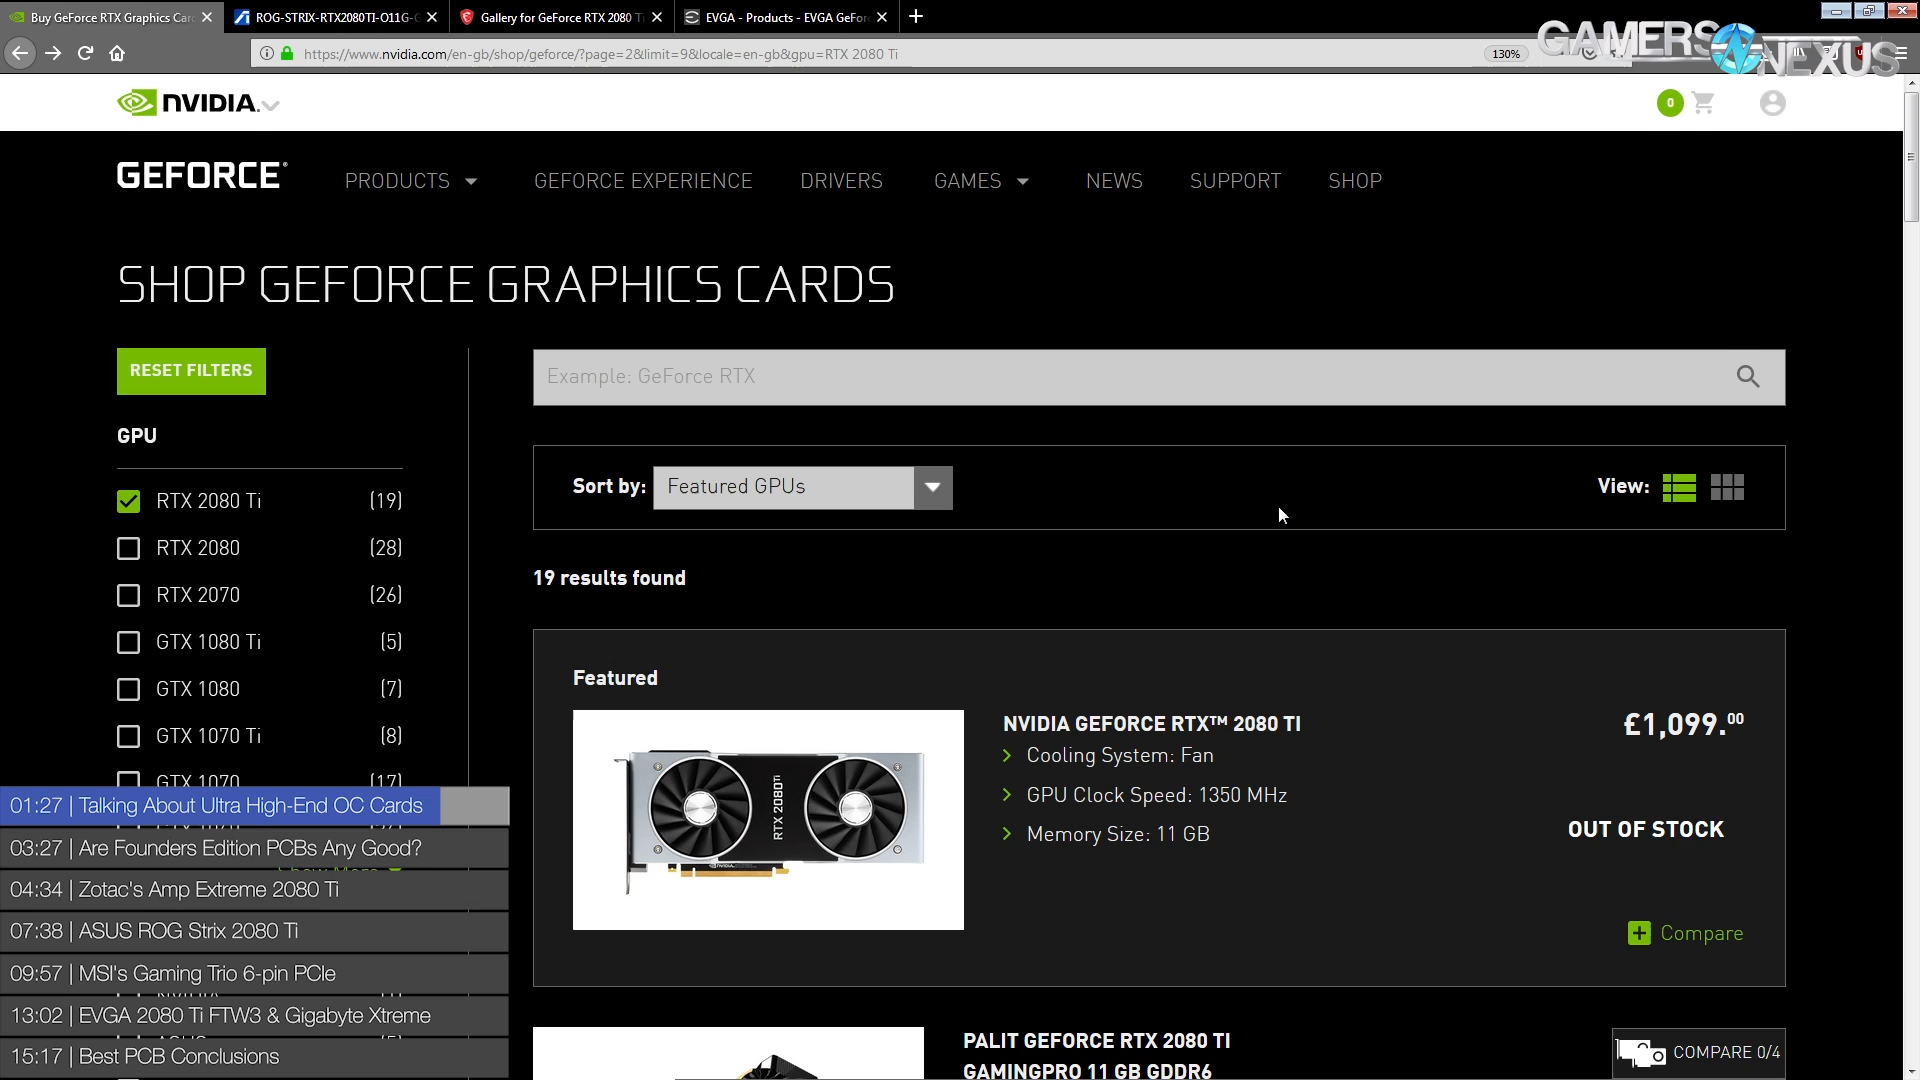 Buy GeForce RTX Graphics Car
ROG-STRIX-RTX2080TI-O11G-G
Gallery for GeForce RTX 2080 T
EVGA - Products - EVGA GeFor
https://www.nvidia.com/en-gb/shop/geforce/?page=2&limit=9&locale=en-gb&gpu=RTX 2080 Ti
130%
GAMERS NEXUS
NVIDIA.
0
GEFORCE
PRODUCTS
GEFORCE EXPERIENCE
DRIVERS
GAMES
NEWS
SUPPORT
SHOP
SHOP GEFORCE GRAPHICS CARDS
RESET FILTERS
Example: GeForce RTX
GPU
Sort by:
Featured GPUs
View:
RTX 2080 Ti (19)
RTX 2080 (28)
RTX 2070 (26)
GTX 1080 Ti (5)
GTX 1080 (7)
GTX 1070 Ti (8)
GTX 1070 (17)
19 results found
Featured
RTX 2080Ti
NVIDIA GEFORCE RTX™ 2080 TI
£1,099.00
Cooling System: Fan
GPU Clock Speed: 1350 MHz
Memory Size: 11 GB
OUT OF STOCK
Compare
PALIT GEFORCE RTX 2080 TI
GAMINGPRO 11 GB GDDR6
COMPARE 0/4
01:27 | Talking About Ultra High-End OC Cards
03:27 | Are Founders Edition PCBs Any Good?
04:34 | Zotac's Amp Extreme 2080 Ti
07:38 | ASUS ROG Strix 2080 Ti
09:57 | MSI's Gaming Trio 6-pin PCIe
13:02 | EVGA 2080 Ti FTW3 & Gigabyte Xtreme
15:17 | Best PCB Conclusions